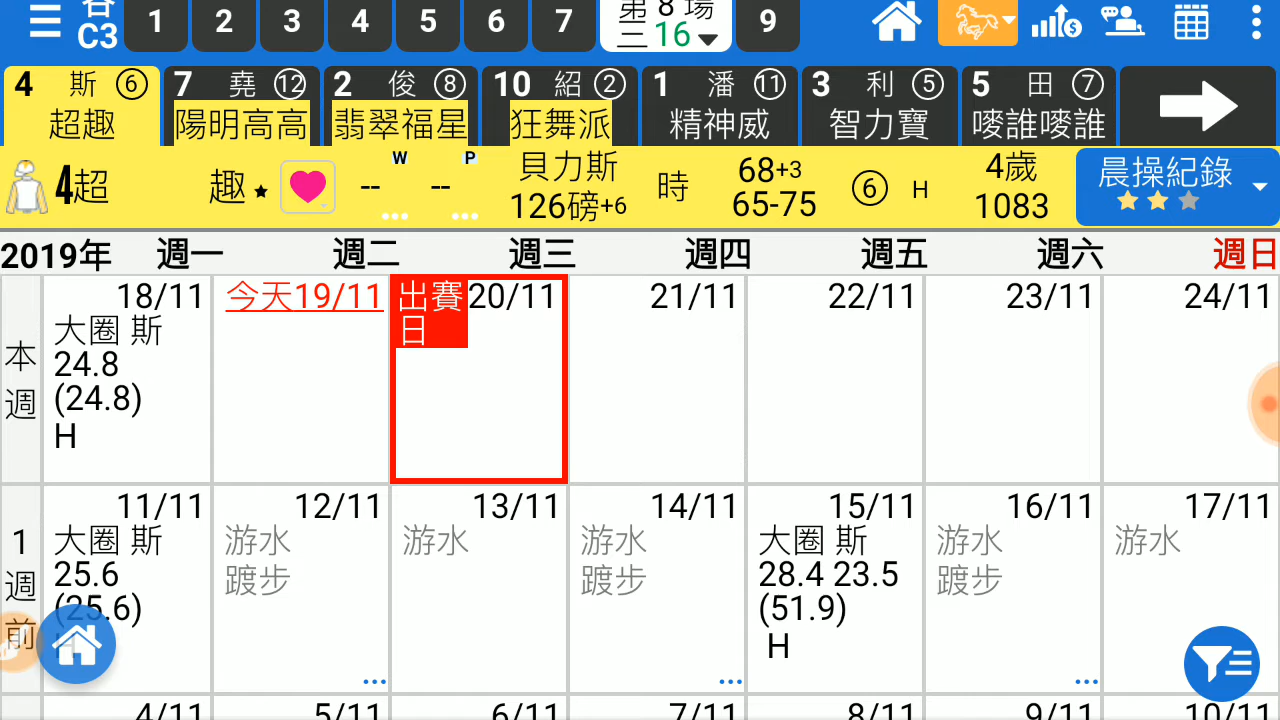 谷
C3
1 2 3 4 5 6 7
第 8 場
三 16
9
4 斯 6
超趣
7 堯 12
陽明高高
2 俊 8
翡翠福星
10 紹 2
狂舞派
1 潘 11
精神威
3 利 5
智力寶
5 田 7
嘜誰嘜誰
4超 趣
W P
-- --
貝力斯
126磅+6
時
68+3
65-75
6
H
4歲
1083
晨操紀錄
2019年 週一 週二 週三 週四 週五 週六 週日
本週
18/11
大圈 斯
24.8
(24.8)
H
今天19/11
出賽日
20/11
21/11
22/11
23/11
24/11
1週前
11/11
大圈 斯
25.6
(25.6)
12/11
游水
踱步
...
13/11
游水
14/11
游水
踱步
...
15/11
大圈 斯
28.4 23.5
(51.9)
H
16/11
游水
踱步
...
17/11
游水
4/11 5/11 6/11 7/11 8/11 9/11 10/11